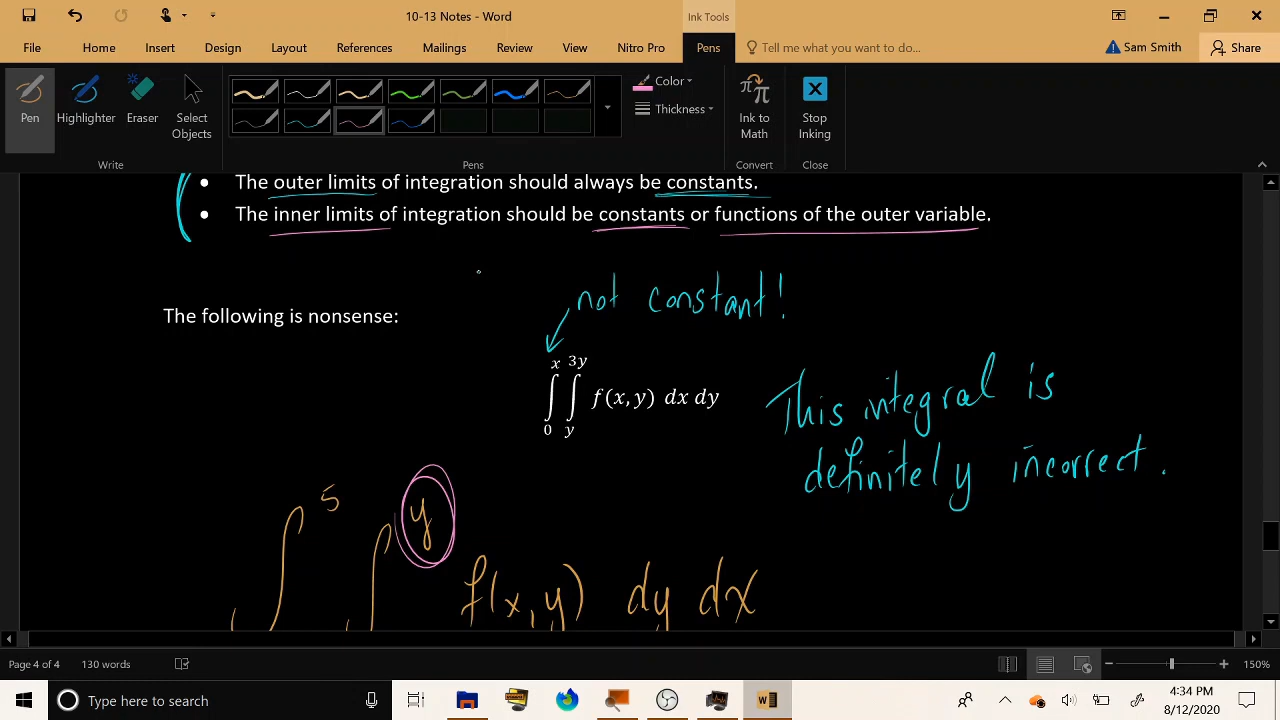 10-13 Notes - Word
Ink Tools
File Home Insert Design Layout References Mailings Review View Nitro Pro Pens Tell me what you want to do... Sam Smith Share
Pen Highlighter Eraser Select Objects
Color
Thickness
Ink to Math
Stop Inking
Write Pens Convert Close
• The outer limits of integration should always be constants.
• The inner limits of integration should be constants or functions of the outer variable.
not constant!
The following is nonsense:
x 3y
∫ ∫ f(x, y) dx dy
0 y
This integral is
definitely incorrect.
5 y
∫ ∫ f(x,y) dy dx
Page 4 of 4 130 words 150%
Type here to search
4:34 PM
8/12/2020